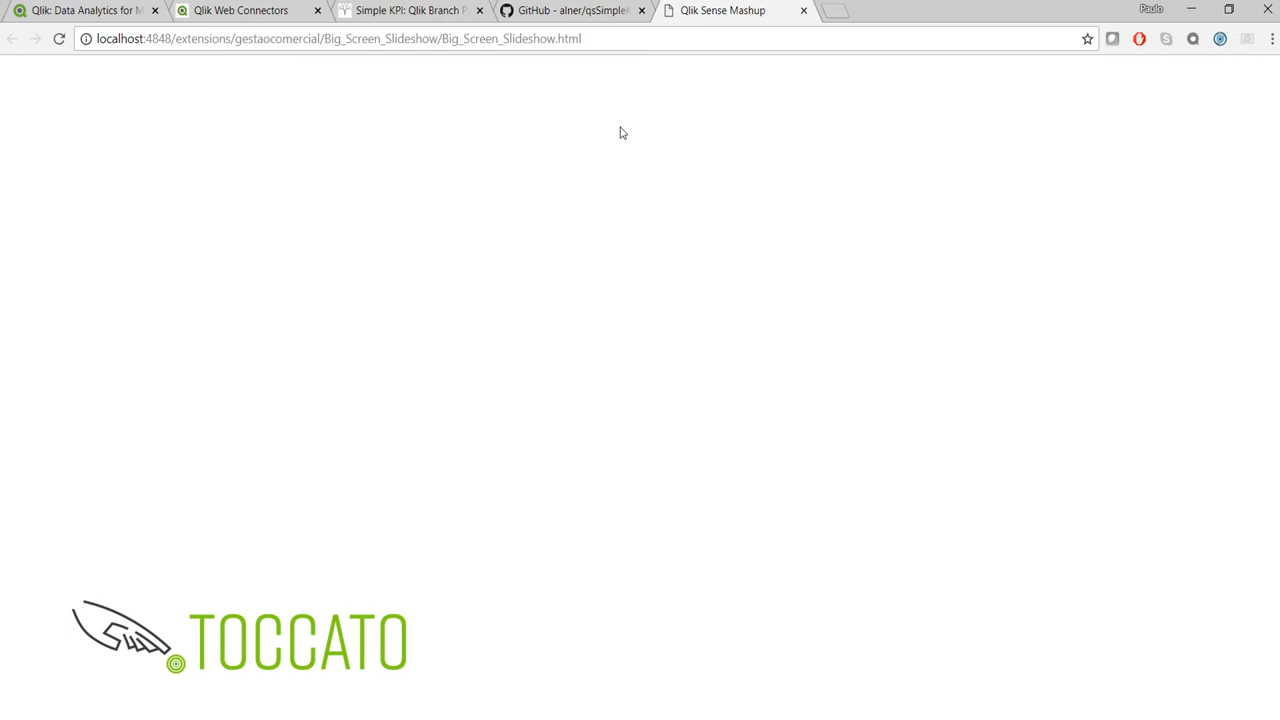 Qlik: Data Analytics for M
Qlik Web Connectors
Simple KPI: Qlik Branch P
GitHub - alner/qsSimpleK
Qlik Sense Mashup
Paulo
localhost:4848/extensions/gestaocomercial/Big_Screen_Slideshow/Big_Screen_Slideshow.html
TOCCATO